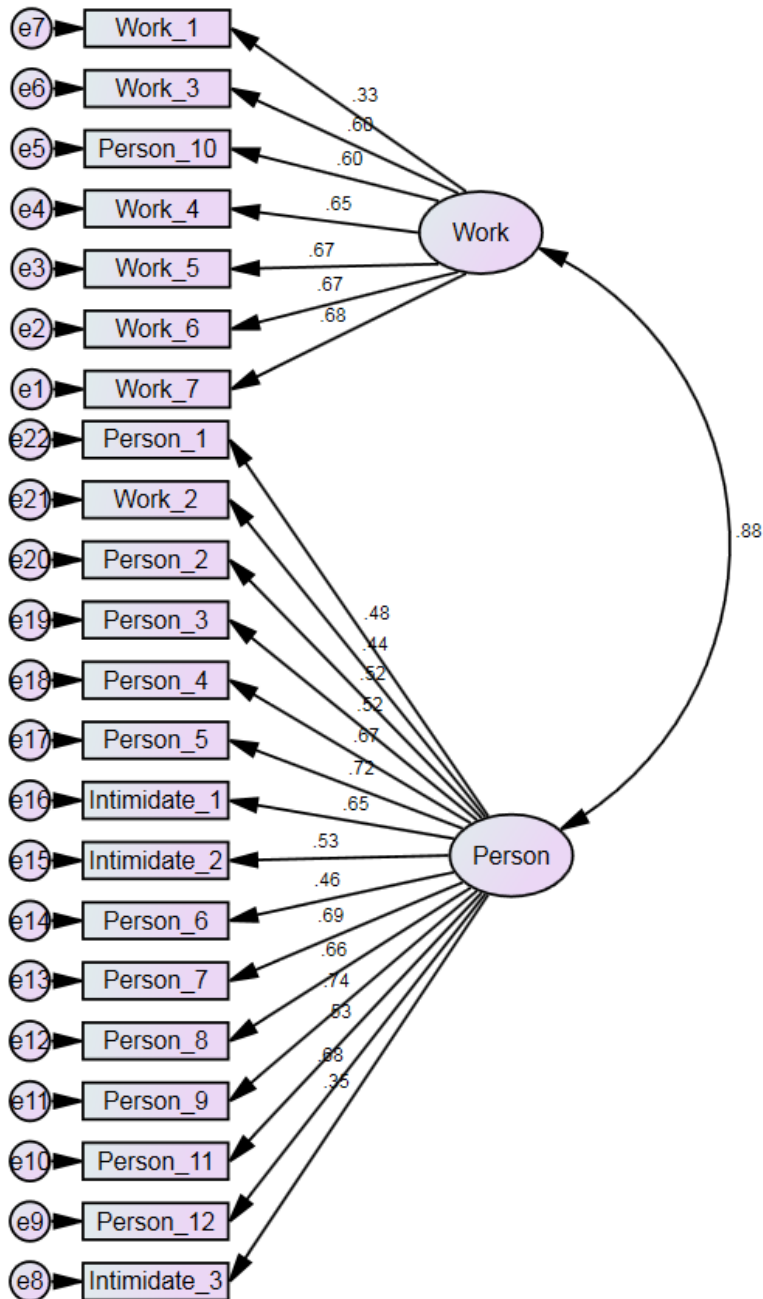 e7 Work_1
e6 Work_3
e5 Person_10
e4 Work_4
e3 Work_5
e2 Work_6
e1 Work_7
.33
.60
.60
.65
.67
.67
.68
Work
.88
e22 Person_1
e21 Work_2
e20 Person_2
e19 Person_3
e18 Person_4
e17 Person_5
e16 Intimidate_1
e15 Intimidate_2
e14 Person_6
e13 Person_7
e12 Person_8
e11 Person_9
e10 Person_11
e9 Person_12
e8 Intimidate_3
.48
.44
.52
.52
.67
.72
.65
.53
.46
.69
.66
.74
.53
.68
.35
Person